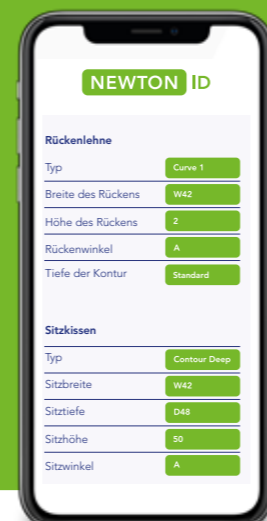 NEWTON ID
Rückenlehne
Typ Curve 1
Breite des Rückens W42
Höhe des Rückens 2
Rückenwinkel A
Tiefe der Kontur Standard
Sitzkissen
Typ Contour Deep
Sitzbreite W42
Sitztiefe D48
Sitzhöhe 50
Sitzwinkel A